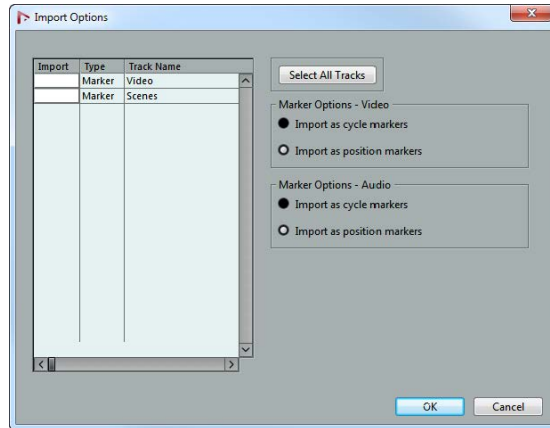 Import Options
Import Type Track Name
Marker Video
Marker Scenes
Select All Tracks
Marker Options - Video
Import as cycle markers
Import as position markers
Marker Options - Audio
Import as cycle markers
Import as position markers
OK Cancel